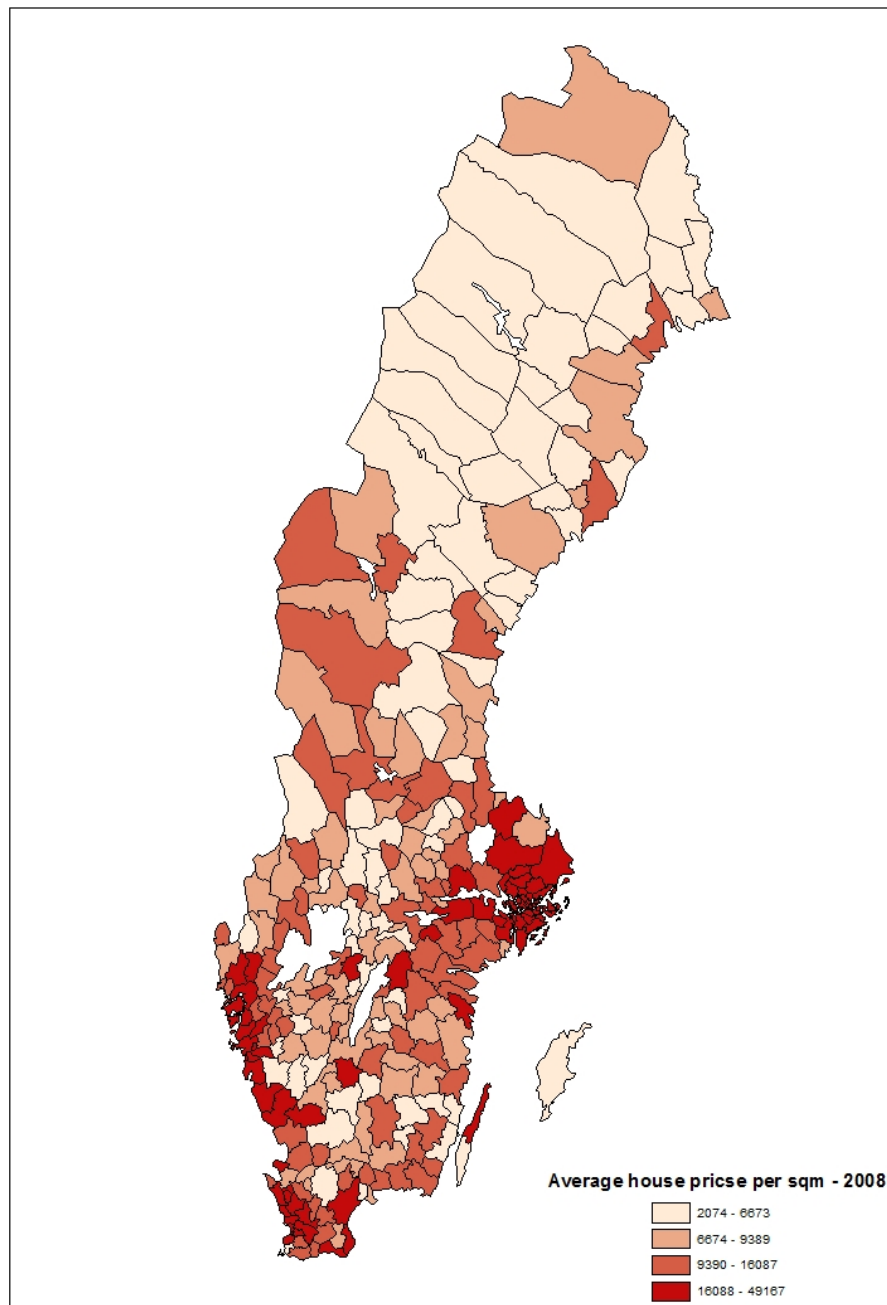 Average house pricse per sqm - 2008
2074 - 6673
6674 - 9389
9390 - 16087
16088 - 49167